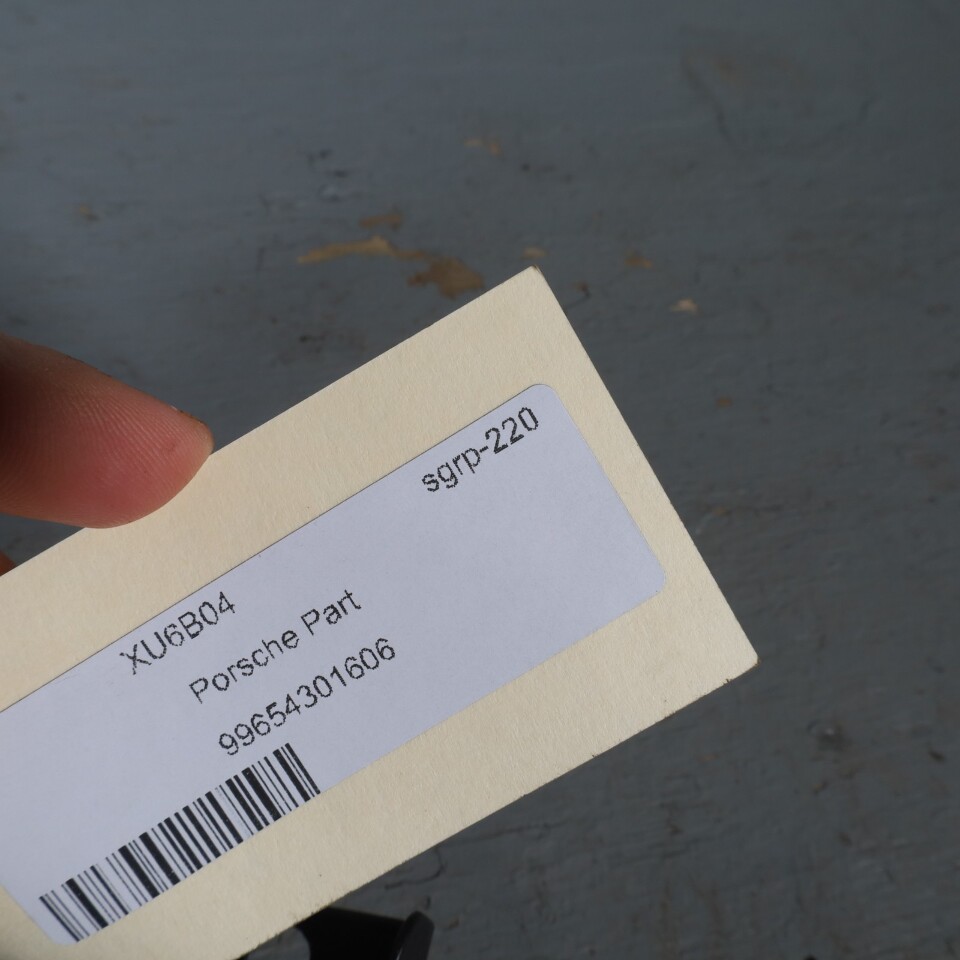 sgrp-220
XU6B04
Porsche Part
99654301606